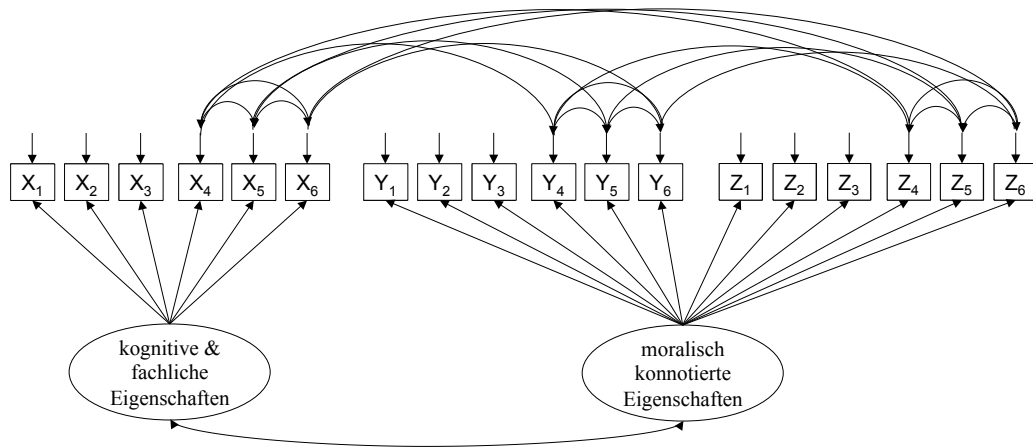 X₁ X₂ X₃ X₄ X₅ X₆ Y₁ Y₂ Y₃ Y₄ Y₅ Y₆ Z₁ Z₂ Z₃ Z₄ Z₅ Z₆
kognitive &
fachliche
Eigenschaften
moralisch
konnotierte
Eigenschaften